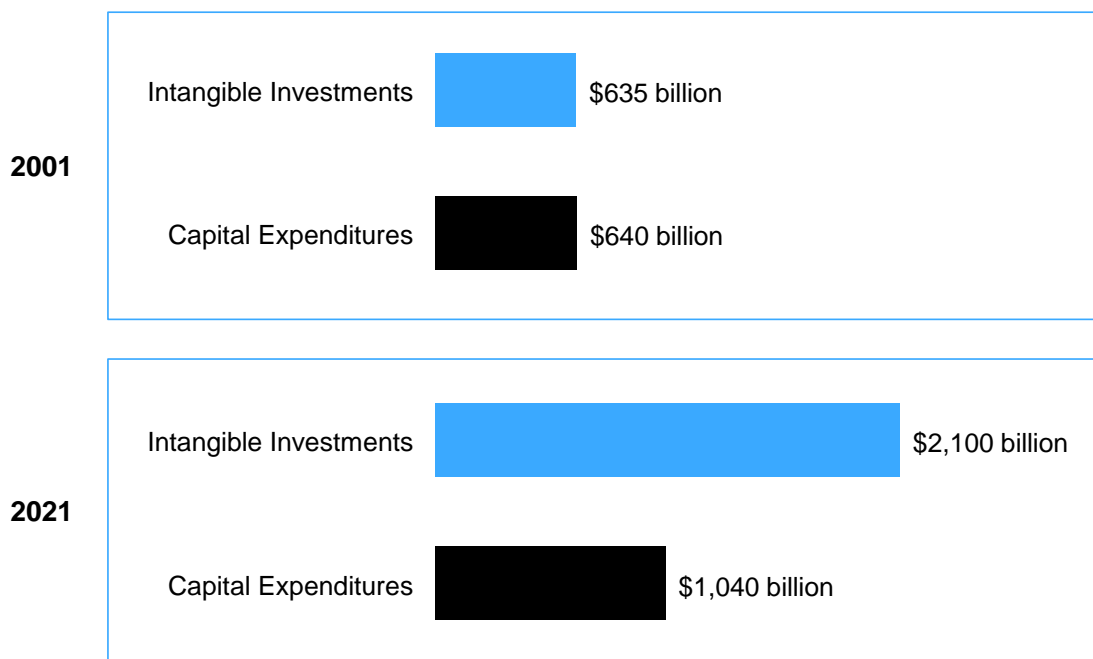 2001
Intangible Investments
$635 billion
Capital Expenditures
$640 billion
2021
Intangible Investments
$2,100 billion
Capital Expenditures
$1,040 billion